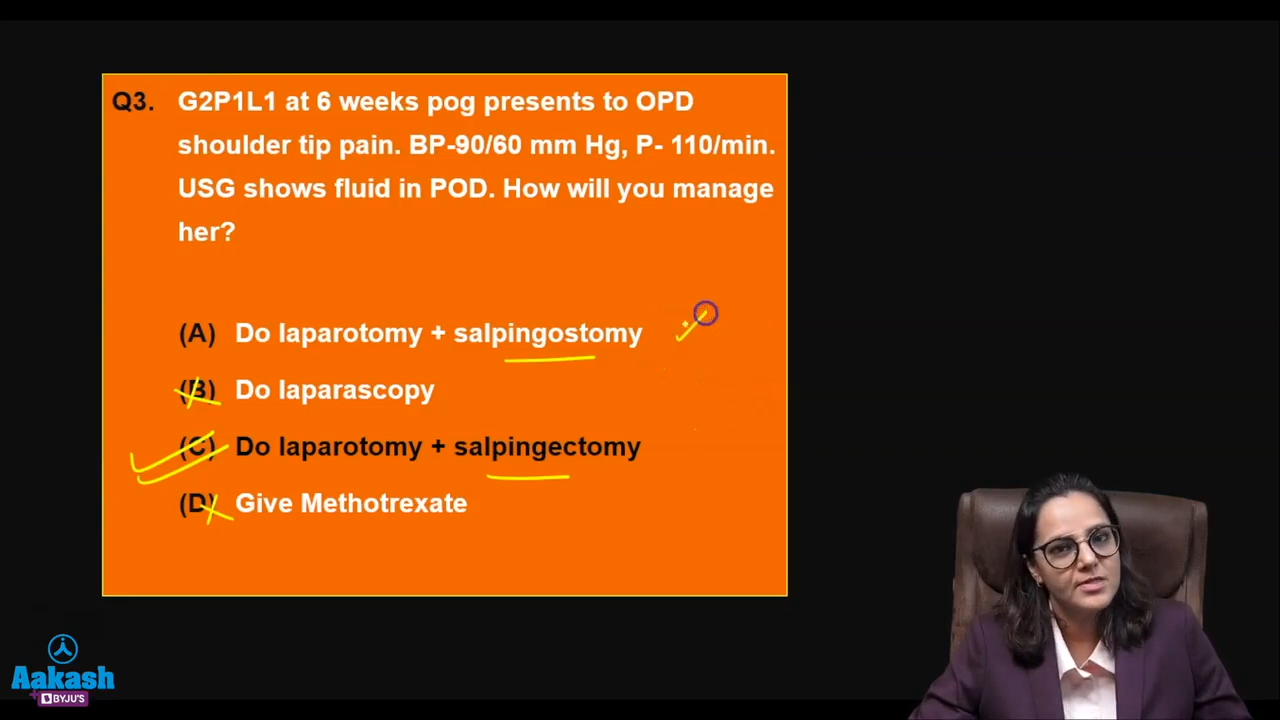 Q3. G2P1L1 at 6 weeks pog presents to OPD
shoulder tip pain. BP-90/60 mm Hg, P- 110/min.
USG shows fluid in POD. How will you manage
her?
(A) Do laparotomy + salpingostomy
(B) Do laparascopy
(C) Do laparotomy + salpingectomy
(D) Give Methotrexate
Aakash
BYJU'S